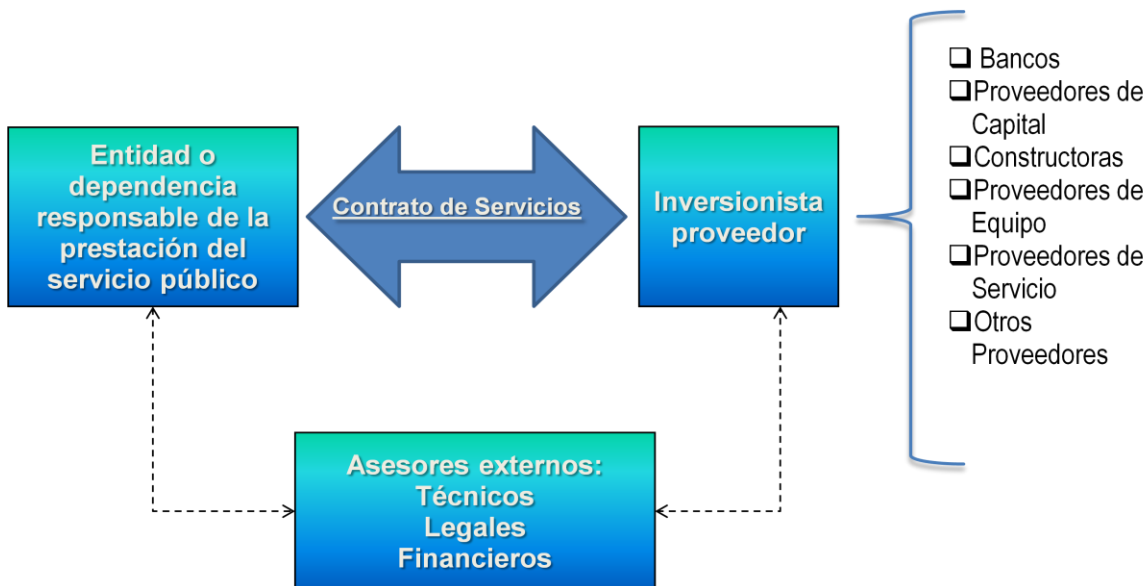 Entidad o
dependencia
responsable de la
prestación del
servicio público
Contrato de Servicios
Inversionista
proveedor
❑ Bancos
❑Proveedores de
Capital
❑Constructoras
❑Proveedores de
Equipo
❑Proveedores de
Servicio
❑Otros
Proveedores
Asesores externos:
Técnicos
Legales
Financieros